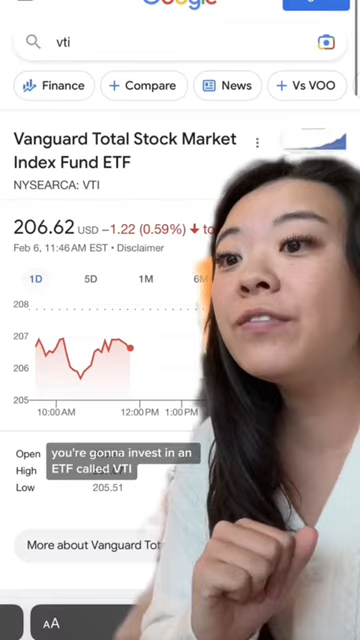 Google
vti
Finance
+ Compare
News
+ Vs VOO
Vanguard Total Stock Market
Index Fund ETF
NYSEARCA: VTI
206.62 USD −1.22 (0.59%) ↓ to
Feb 6, 11:46 AM EST • Disclaimer
1D 5D 1M 6M
208
207
206
205
10:00 AM 12:00 PM 1:00 PM
Open
you're gonna invest in an
High
ETF called VTI
Low 205.51
More about Vanguard Tot
AA